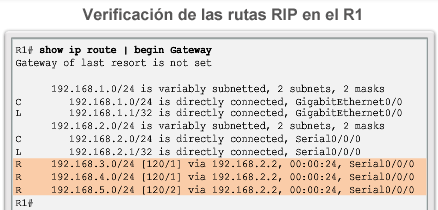 Verificación de las rutas RIP en el R1
R1# show ip route | begin Gateway
Gateway of last resort is not set
192.168.1.0/24 is variably subnetted, 2 subnets, 2 masks
C 192.168.1.0/24 is directly connected, GigabitEthernet0/0
L 192.168.1.1/32 is directly connected, GigabitEthernet0/0
192.168.2.0/24 is variably subnetted, 2 subnets, 2 masks
C 192.168.2.0/24 is directly connected, Serial0/0/0
L 192.168.2.1/32 is directly connected, Serial0/0/0
R 192.168.3.0/24 [120/1] via 192.168.2.2, 00:00:24, Serial0/0/0
R 192.168.4.0/24 [120/1] via 192.168.2.2, 00:00:24, Serial0/0/0
R 192.168.5.0/24 [120/2] via 192.168.2.2, 00:00:24, Serial0/0/0
R1#